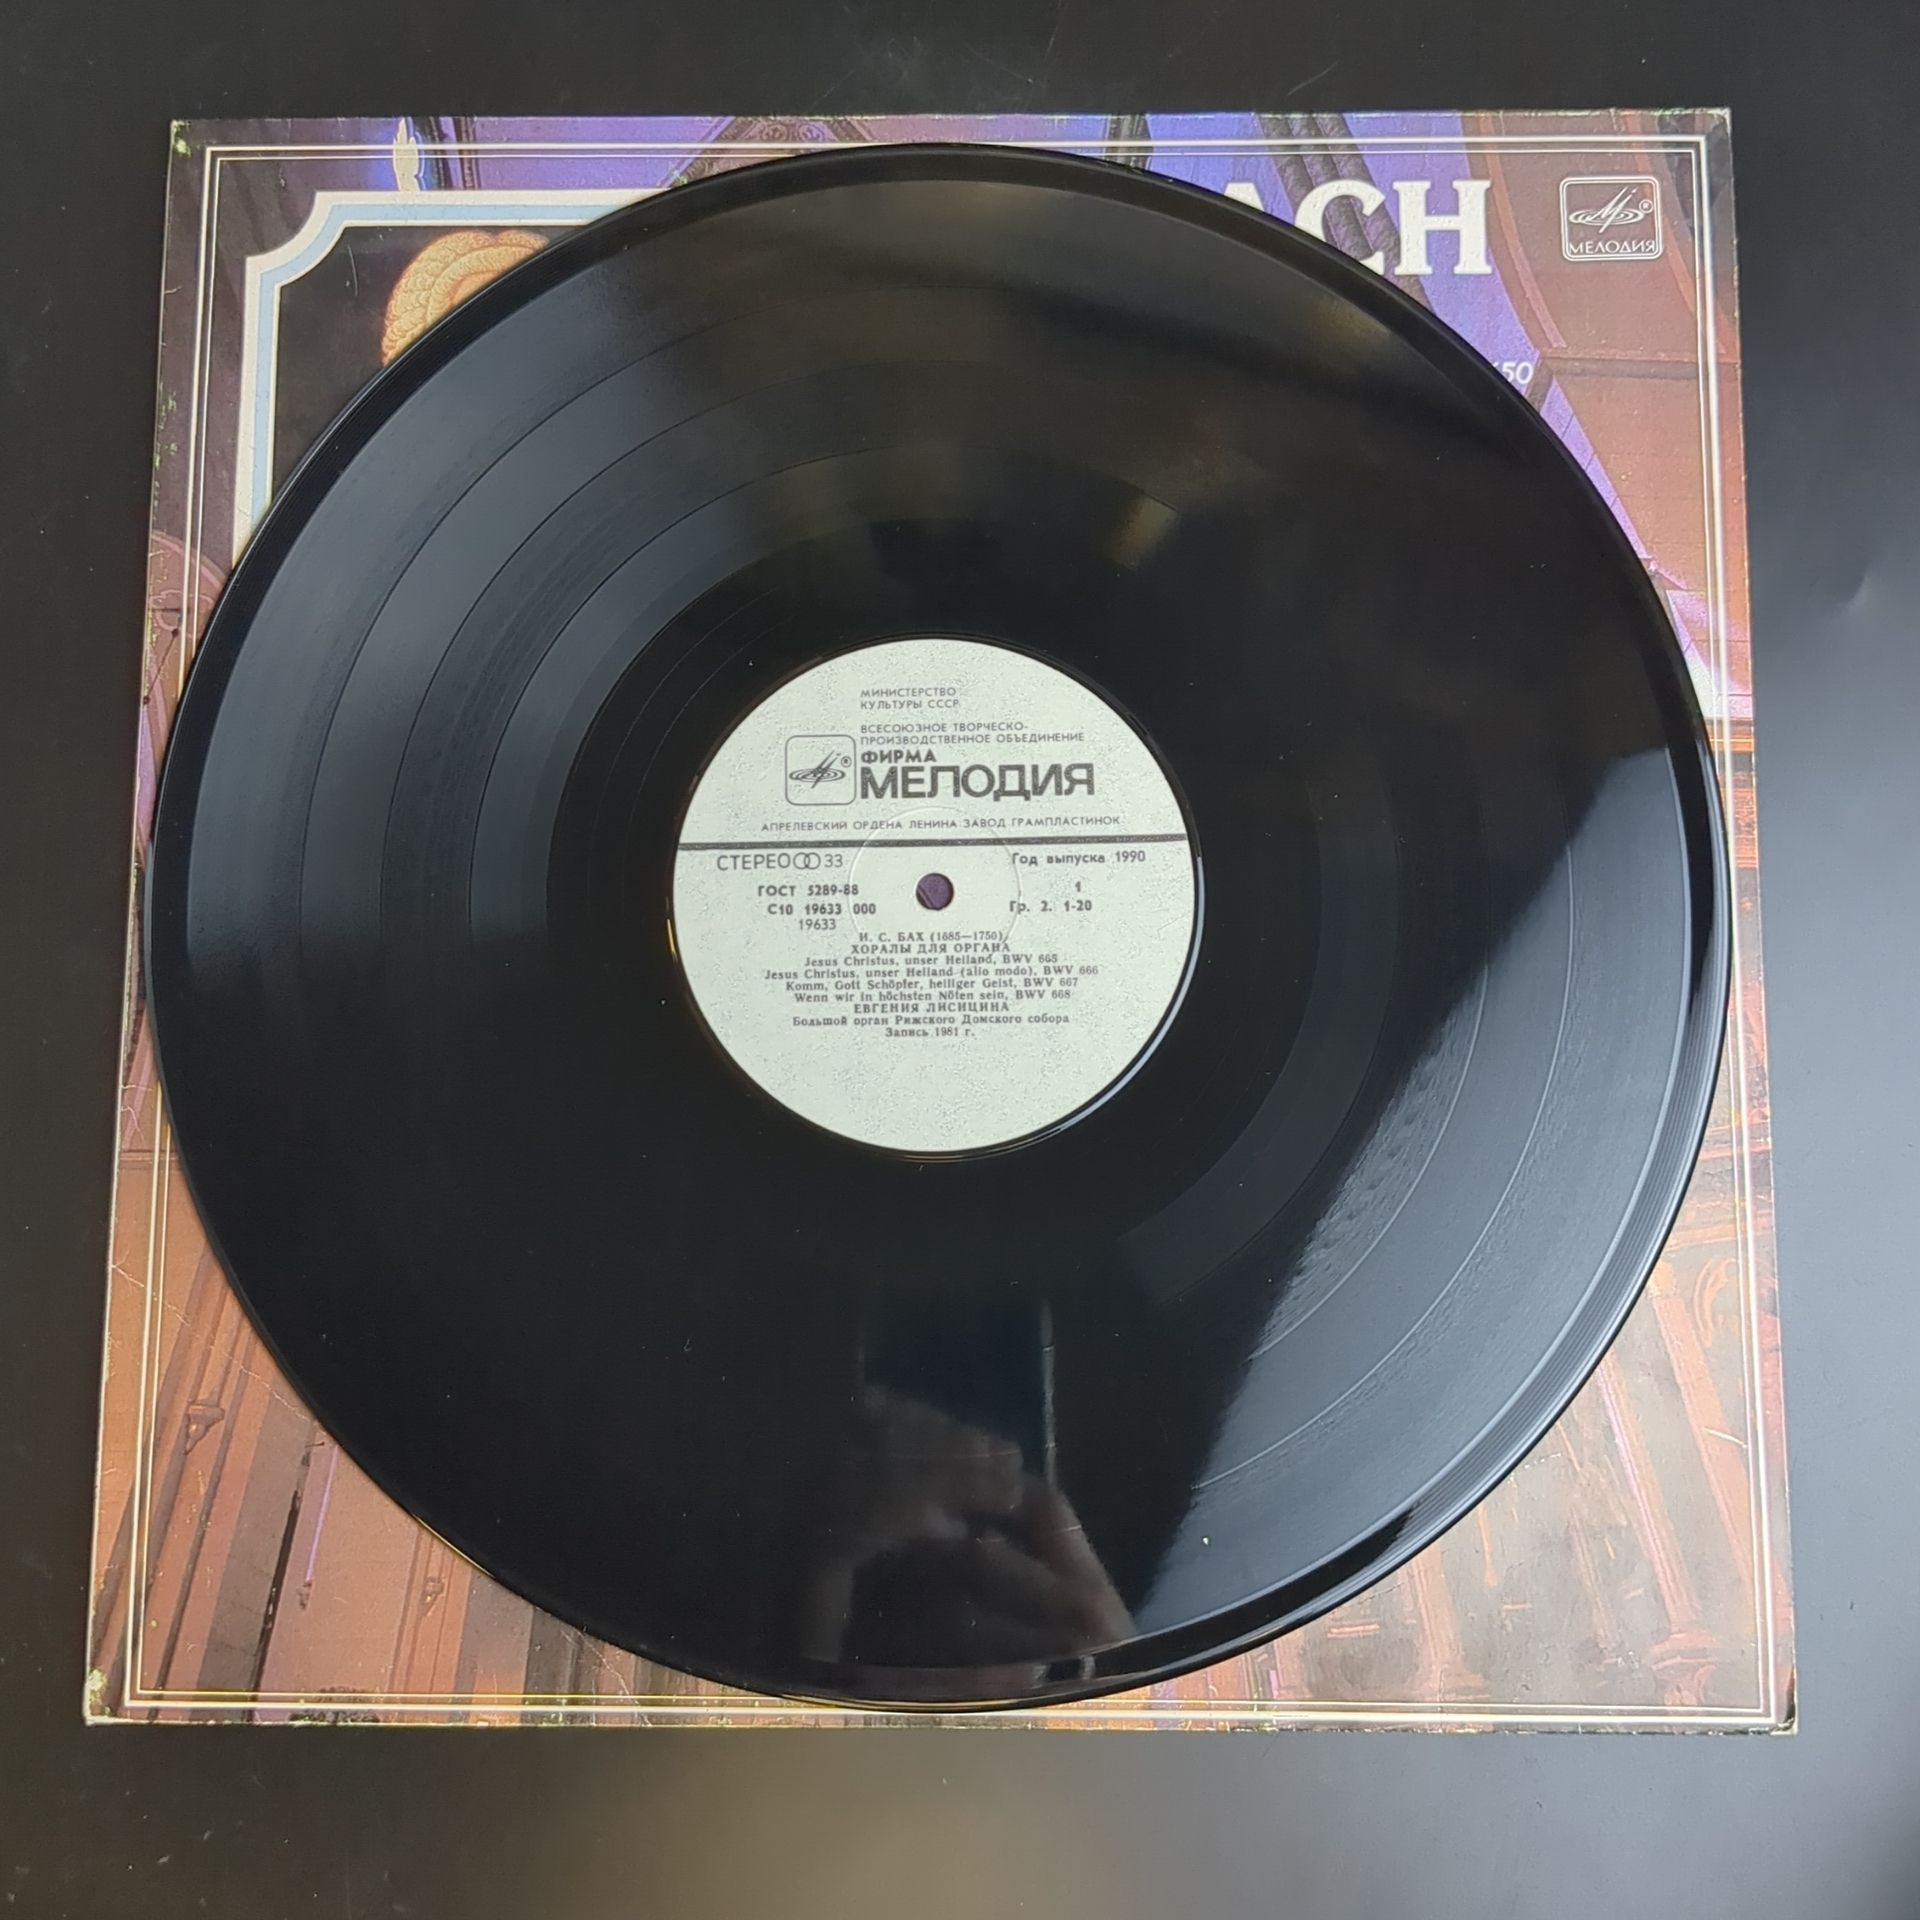 ACH
МЕЛОДИЯ
650
МИНИСТЕРСТВО
КУЛЬТУРЫ СССР
ВСЕСОЮЗНОЕ ТВОРЧЕСКО-
ПРОИЗВОДСТВЕННОЕ ОБЪЕДИНЕНИЕ
ФИРМА
МЕЛОДИЯ
АПРЕЛЕВСКИЙ ОРДЕНА ЛЕНИНА ЗАВОД ГРАМПЛАСТИНОК
СТЕРЕО 33 Год выпуска 1990
ГОСТ 5289-88 1
С10 19633 000 Гр. 2. 1-20
19633
И. С. БАХ (1685—1750)
ХОРАЛЫ ДЛЯ ОРГАНА
Jesus Christus, unser Heiland, BWV 665
Jesus Christus, unser Heiland (alio modo), BWV 666
Komm, Gott Schöpfer, heiliger Geist, BWV 667
Wenn wir in höchsten Nöten sein, BWV 668
ЕВГЕНИЯ ЛИСИЦИНА
Большой орган Рижского Домского собора
Запись 1981 г.